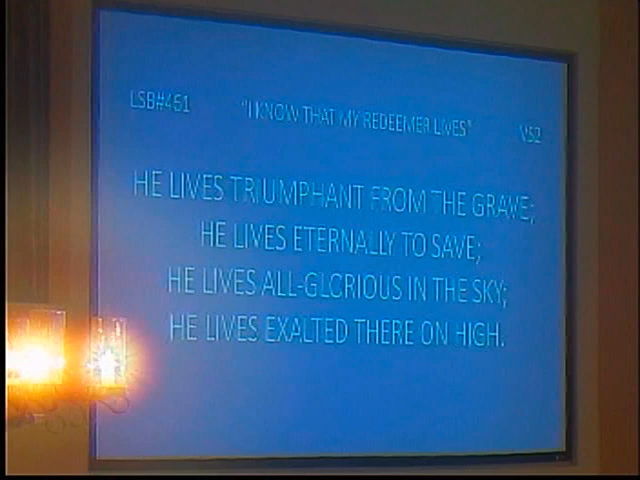 LSB#461 "I KNOW THAT MY REDEEMER LIVES" VS2
HE LIVES TRIUMPHANT FROM THE GRAVE;
HE LIVES ETERNALLY TO SAVE;
HE LIVES ALL-GLORIOUS IN THE SKY;
HE LIVES EXALTED THERE ON HIGH.